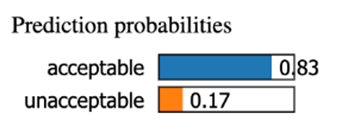 Prediction probabilities
acceptable 0.83
unacceptable 0.17